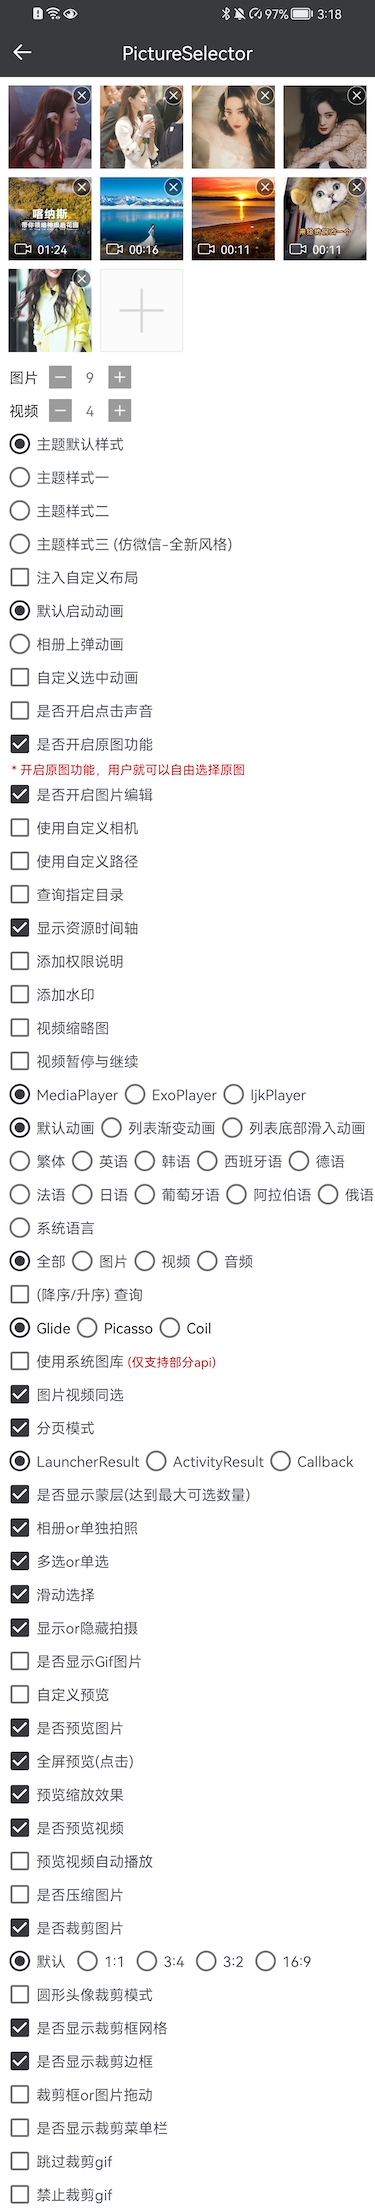 97% 3:18
PictureSelector
喀纳斯
01:24
00:16
00:11
00:11
图片 9
视频 4
主题默认样式
主题样式一
主题样式二
主题样式三 (仿微信-全新风格)
注入自定义布局
默认启动动画
相册上弹动画
自定义选中动画
是否开启点击声音
是否开启原图功能
* 开启原图功能，用户就可以自由选择原图
是否开启图片编辑
使用自定义相机
使用自定义路径
查询指定目录
显示资源时间轴
添加权限说明
添加水印
视频缩略图
视频暂停与继续
MediaPlayer ExoPlayer IjkPlayer
默认动画 列表渐变动画 列表底部滑入动画
繁体 英语 韩语 西班牙语 德语
法语 日语 葡萄牙语 阿拉伯语 俄语
系统语言
全部 图片 视频 音频
(降序/升序) 查询
Glide Picasso Coil
使用系统图库 (仅支持部分api)
图片视频同选
分页模式
LauncherResult ActivityResult Callback
是否显示蒙层(达到最大可选数量)
相册or单独拍照
多选or单选
滑动选择
显示or隐藏拍摄
是否显示Gif图片
自定义预览
是否预览图片
全屏预览(点击)
预览缩放效果
是否预览视频
预览视频自动播放
是否压缩图片
是否裁剪图片
默认 1:1 3:4 3:2 16:9
圆形头像裁剪模式
是否显示裁剪框网格
是否显示裁剪边框
裁剪框or图片拖动
是否显示裁剪菜单栏
跳过裁剪gif
禁止裁剪gif